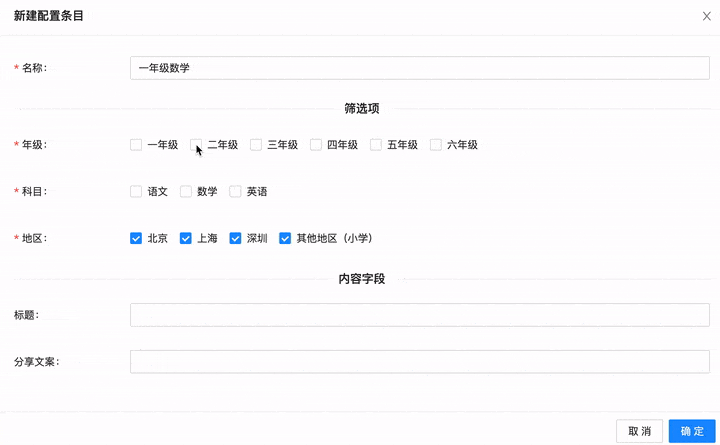 新建配置条目
* 名称: 一年级数学
筛选项
* 年级: 一年级 二年级 三年级 四年级 五年级 六年级
* 科目: 语文 数学 英语
* 地区: 北京 上海 深圳 其他地区（小学）
内容字段
标题:
分享文案:
取 消 确 定